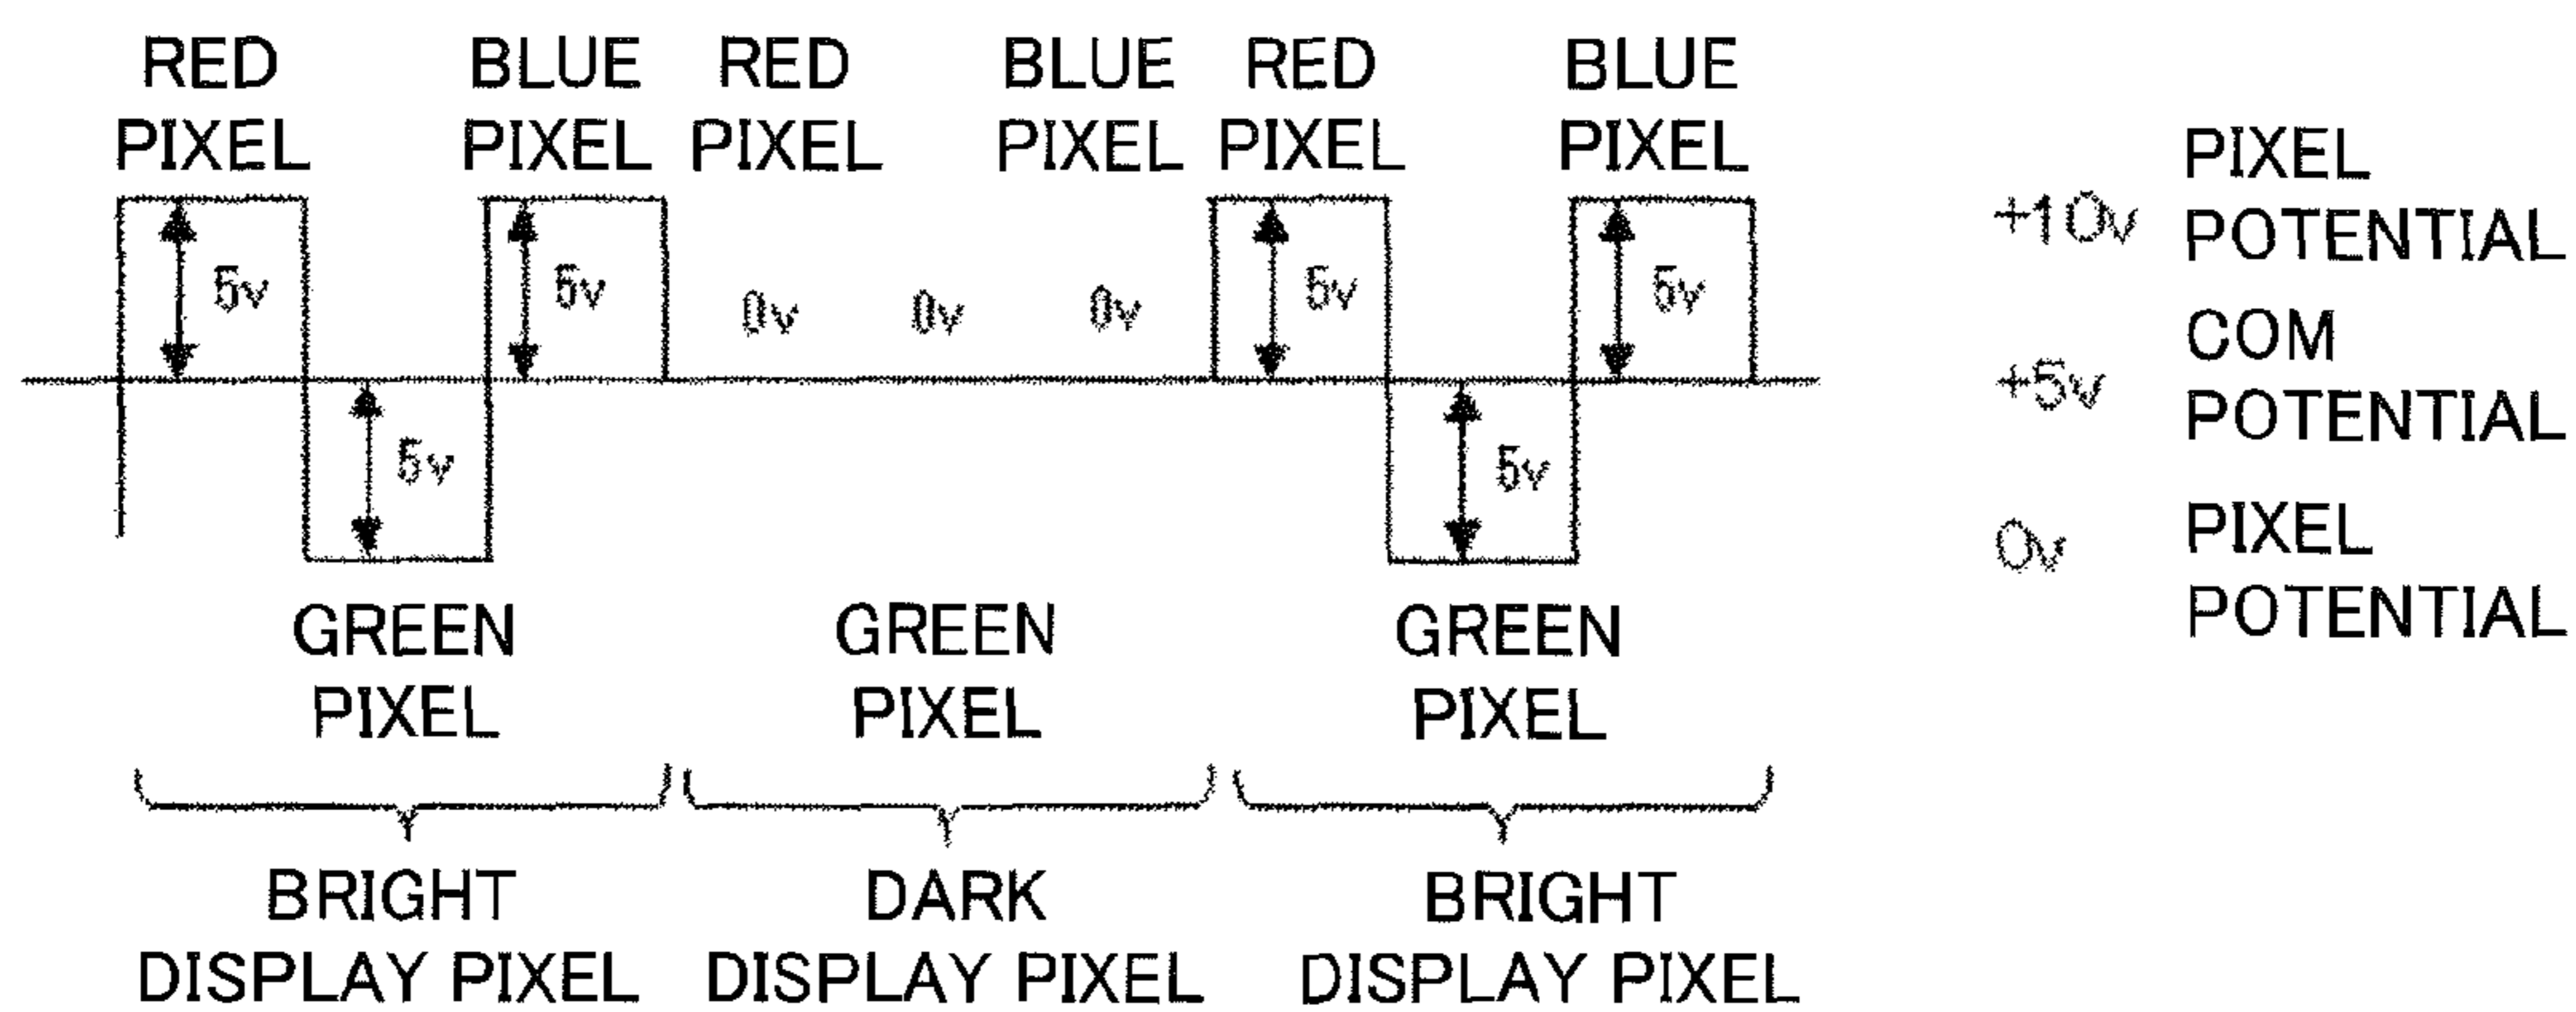 RED BLUE RED BLUE RED BLUE
PIXEL PIXEL PIXEL PIXEL PIXEL PIXEL
5v 5v 0v 0v 0v 5v 5v
5v 5v
GREEN GREEN GREEN
PIXEL PIXEL PIXEL
BRIGHT DARK BRIGHT
DISPLAY PIXEL DISPLAY PIXEL DISPLAY PIXEL
+10v PIXEL
POTENTIAL
+5v COM
POTENTIAL
0v PIXEL
POTENTIAL